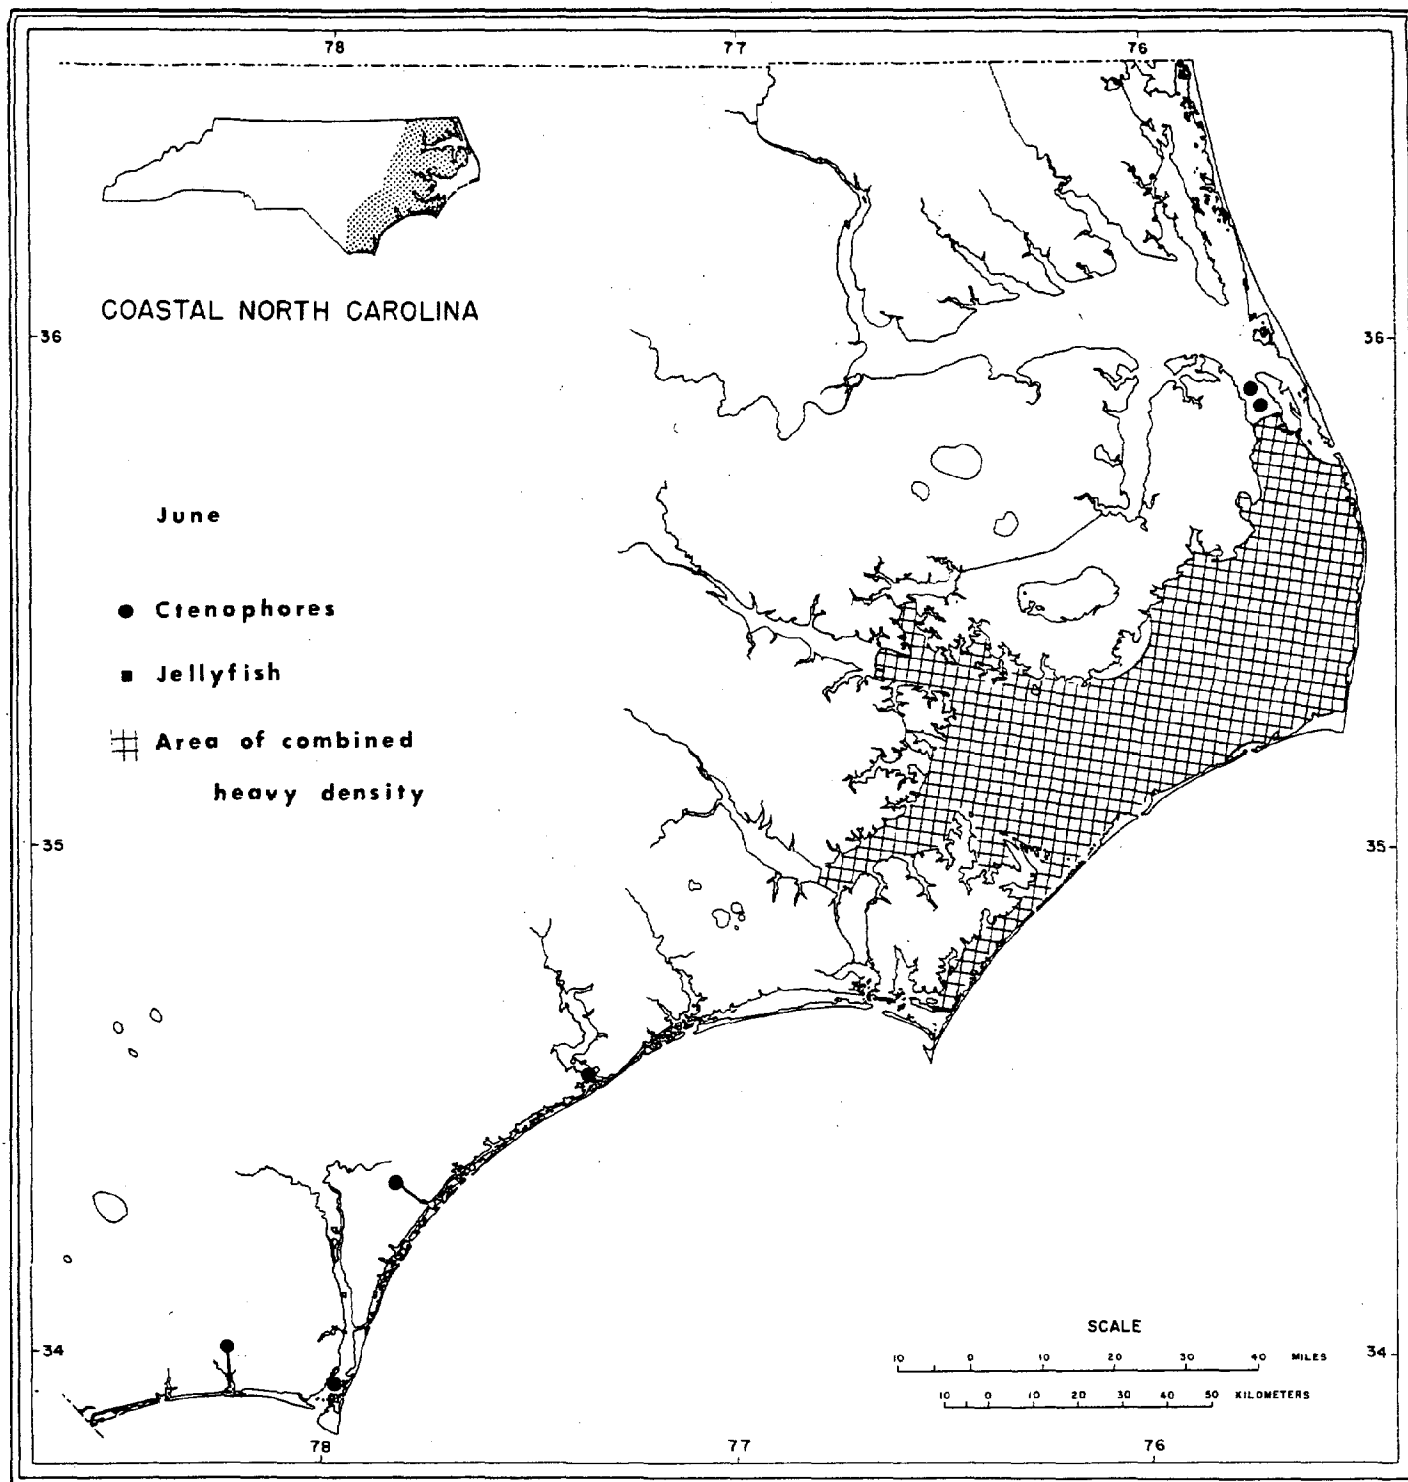 78 77 76
COASTAL NORTH CAROLINA
36 36
June
Ctenophores
Jellyfish
Area of combined
heavy density
35 35
SCALE
34 34
10 0 10 20 30 40 MILES
10 0 10 20 30 40 50 KILOMETERS
78 77 76